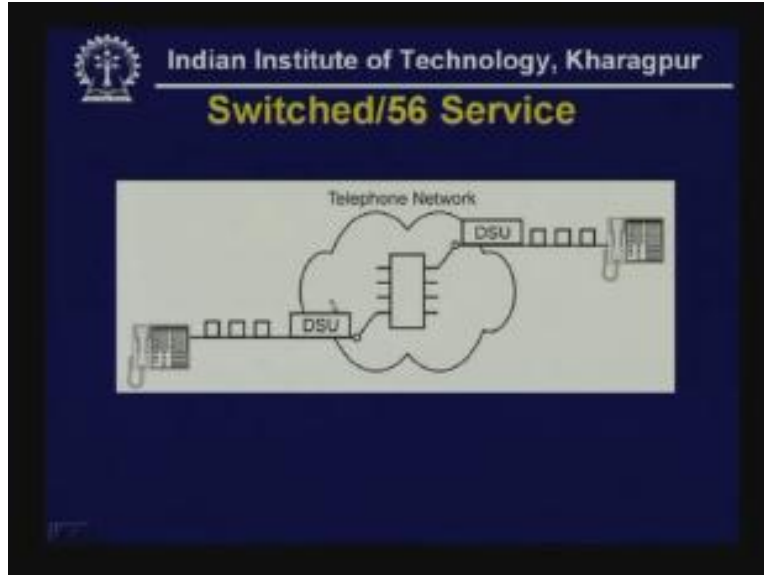 Indian Institute of Technology, Kharagpur
Switched/56 Service
Telephone Network
DSU
DSU